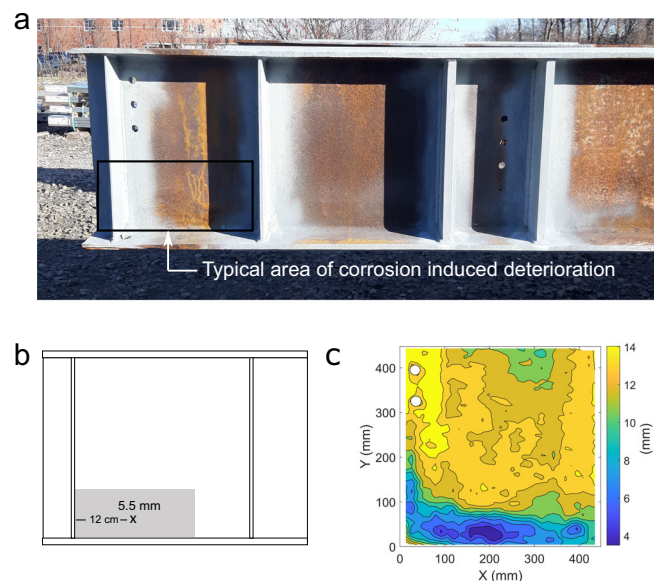 a
Typical area of corrosion induced deterioration
b
5.5 mm
12 cm X
c
400
300
200
100
0
Y (mm)
0
100
200
300
400
X (mm)
14
12
10
8
6
4
(mm)